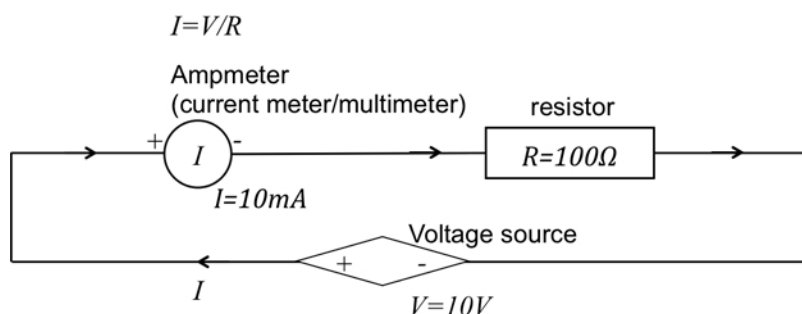 I=V/R
Ampmeter
(current meter/multimeter)
resistor
+ I -
R=100Ω
I=10mA
Voltage source
+ -
I
V=10V